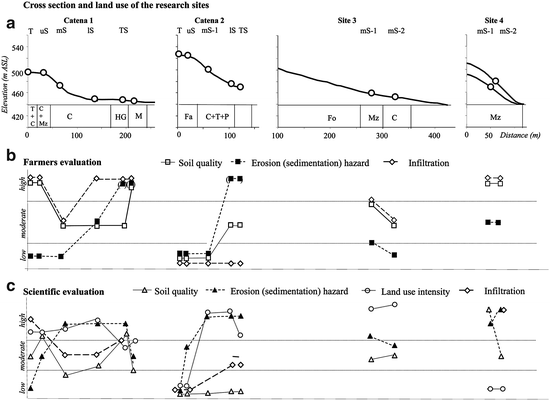 Cross section and land use of the research sites
a
Catena 1
Catena 2
Site 3
Site 4
T uS mS lS TS
T uS mS-1 lS TS
mS-1 mS-2
mS-1 mS-2
Elevation (m ASL)
540
500
460
440
420
T + C
C + Mz
C
HG
M
Fa
C+T+P
Fo
Mz
C
Mz
0 100 200
0 100
100 200 300 400
0 50 100 Distance (m)
b
Farmers evaluation
Soil quality
Erosion (sedimentation) hazard
Infiltration
high
moderate
low
c
Scientific evaluation
Soil quality
Erosion (sedimentation) hazard
Land use intensity
Infiltration
high
moderate
low